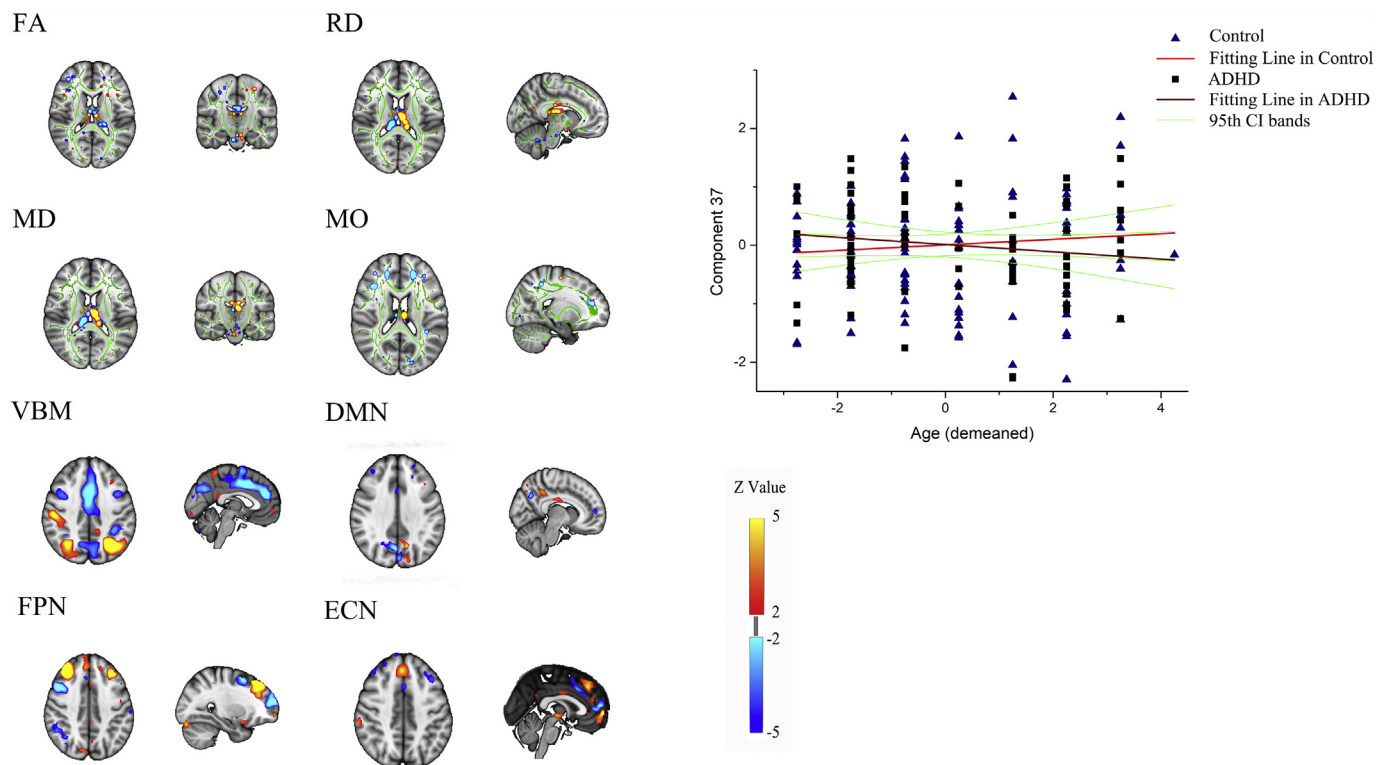 FA
RD
MD
MO
VBM
DMN
FPN
ECN
Control
Fitting Line in Control
ADHD
Fitting Line in ADHD
95th CI bands
Component 37
2
0
-2
-2
0
2
4
Age (demeaned)
Z Value
5
2
-2
-5